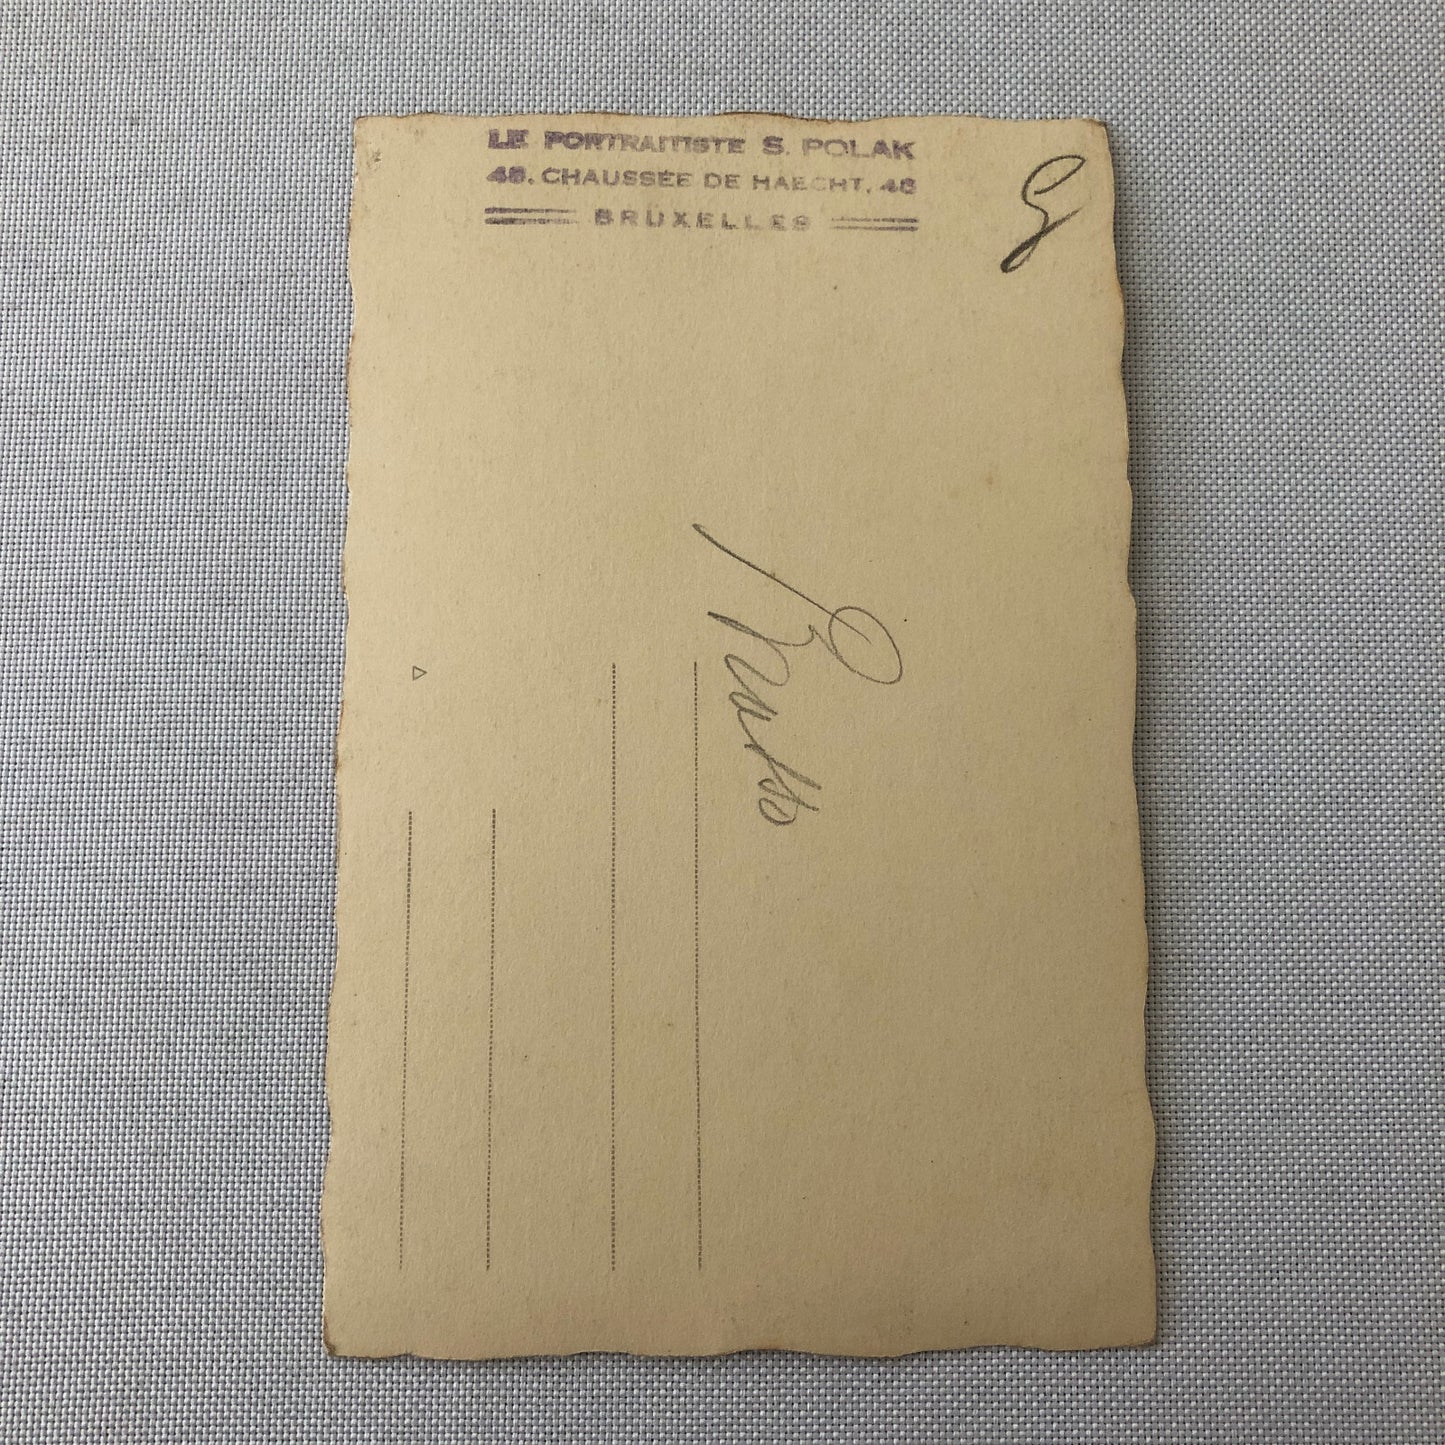 LE PORTRAITISTE S. POLAK
48, CHAUSSÉE DE HAECHT, 48
BRUXELLES